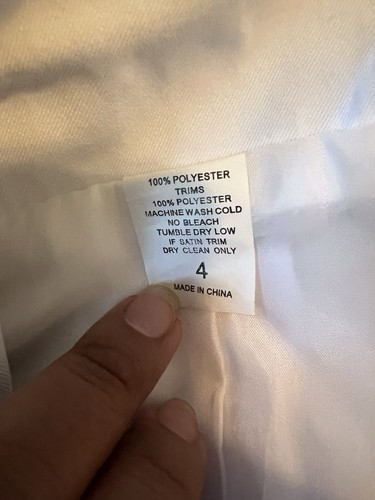 100% POLYESTER
TRIMS
100% POLYESTER
MACHINE WASH COLD
NO BLEACH
TUMBLE DRY LOW
IF SATIN TRIM
DRY CLEAN ONLY
4
MADE IN CHINA